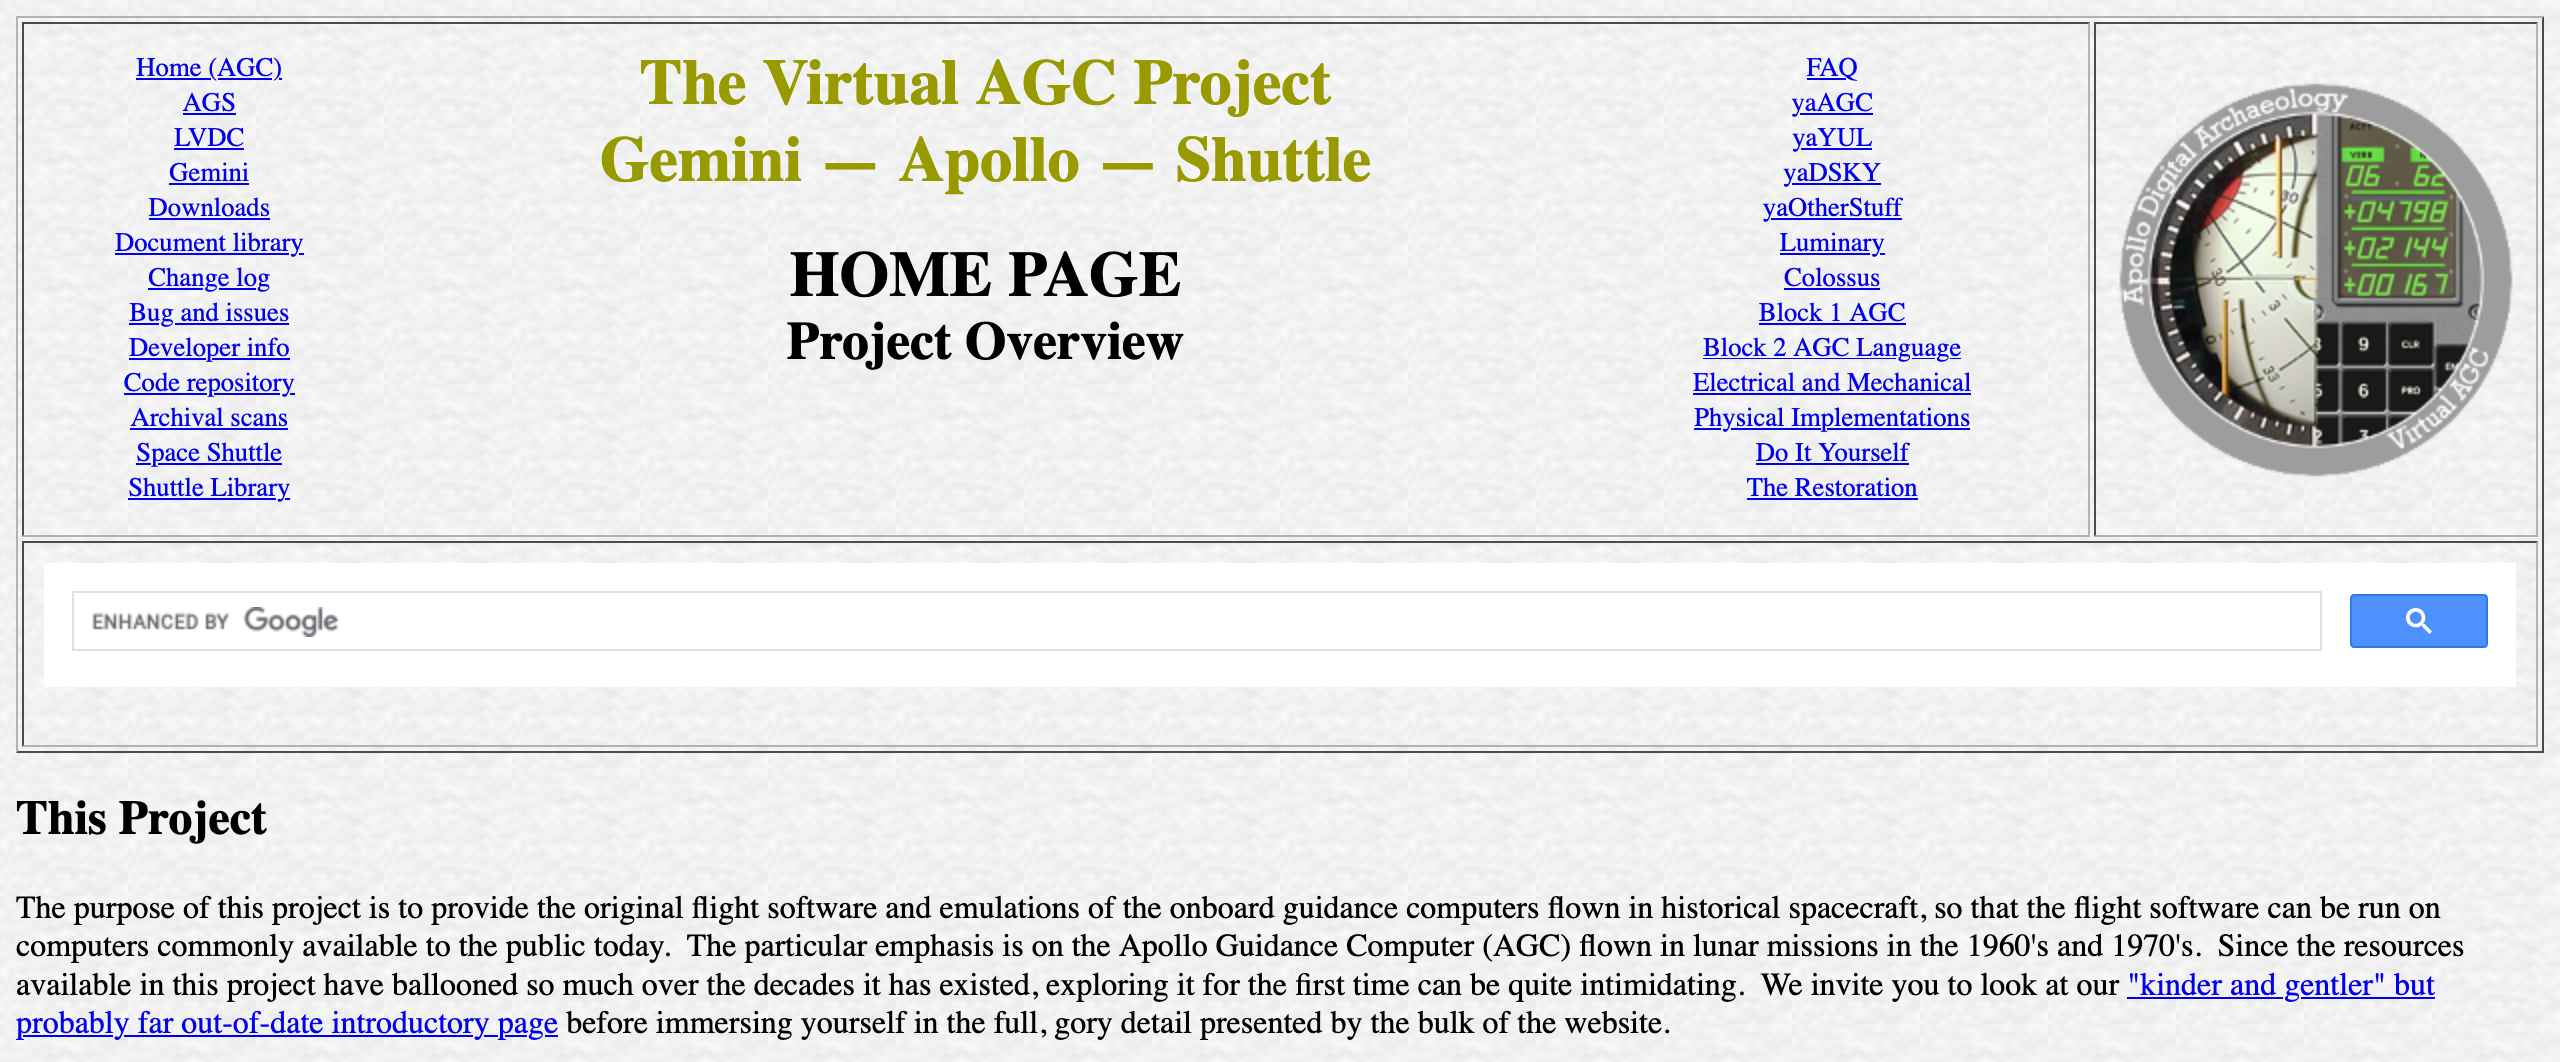 Home (AGC)
AGS
LVDC
Gemini
Downloads
Document library
Change log
Bug and issues
Developer info
Code repository
Archival scans
Space Shuttle
Shuttle Library
The Virtual AGC Project
Gemini — Apollo — Shuttle
HOME PAGE
Project Overview
FAQ
yaAGC
yaYUL
yaDSKY
yaOtherStuff
Luminary
Colossus
Block 1 AGC
Block 2 AGC Language
Electrical and Mechanical
Physical Implementations
Do It Yourself
The Restoration
Apollo Digital Archaeology
VERB
06 62
+04798
+02144
+00167
30
30
3
33
9 CLR
6 PRO
Virtual AGC
ENHANCED BY Google
This Project
The purpose of this project is to provide the original flight software and emulations of the onboard guidance computers flown in historical spacecraft, so that the flight software can be run on
computers commonly available to the public today.  The particular emphasis is on the Apollo Guidance Computer (AGC) flown in lunar missions in the 1960's and 1970's.  Since the resources
available in this project have ballooned so much over the decades it has existed, exploring it for the first time can be quite intimidating.  We invite you to look at our "kinder and gentler" but
probably far out-of-date introductory page before immersing yourself in the full, gory detail presented by the bulk of the website.